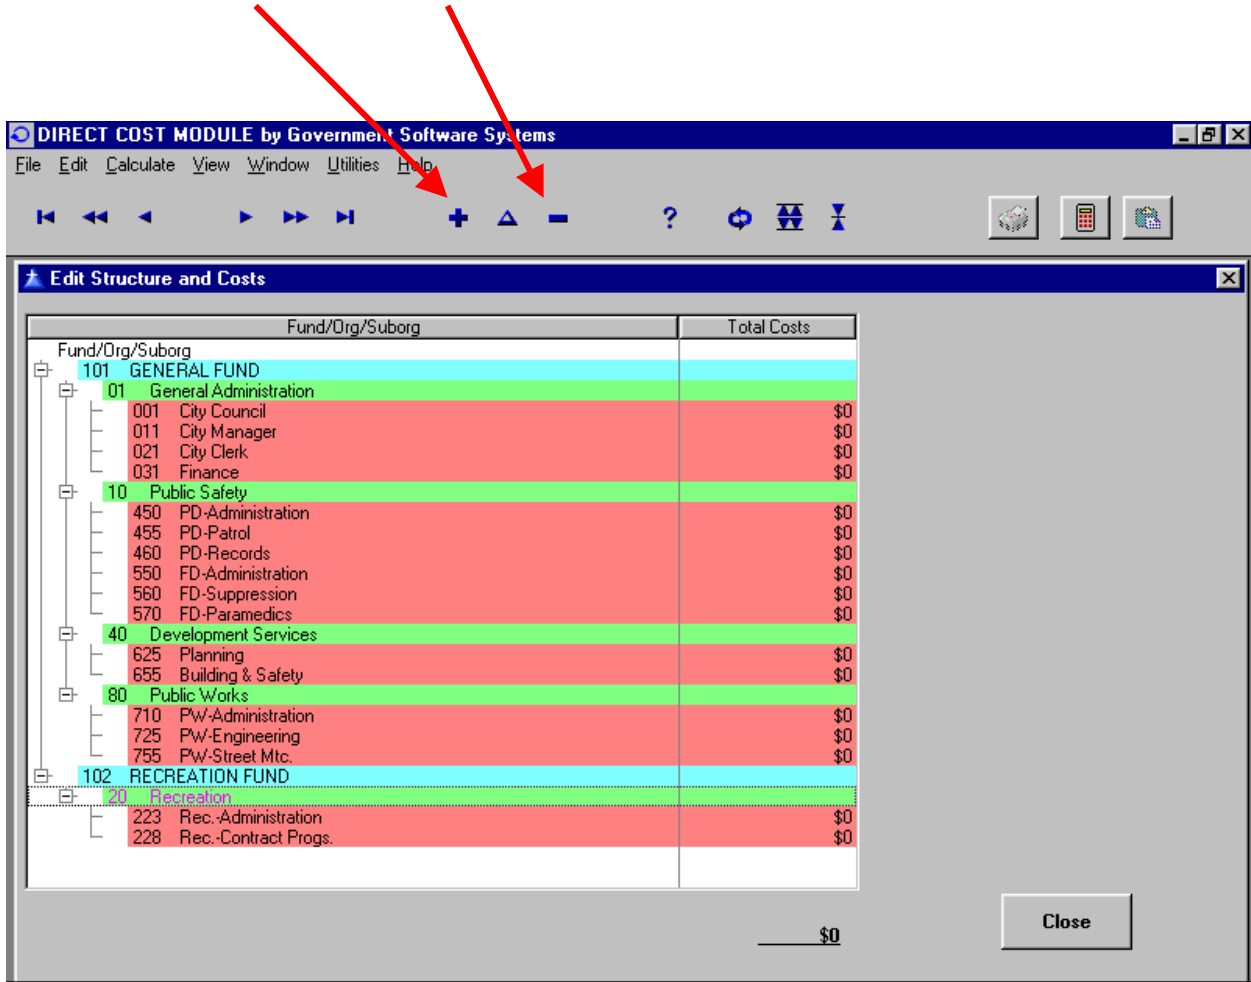 DIRECT COST MODULE by Government Software Systems
File Edit Calculate View Window Utilities Help
?
Edit Structure and Costs
Fund/Org/Suborg Total Costs
Fund/Org/Suborg
101 GENERAL FUND
01 General Administration
001 City Council $0
011 City Manager $0
021 City Clerk $0
031 Finance $0
10 Public Safety
450 PD-Administration $0
455 PD-Patrol $0
460 PD-Records $0
550 FD-Administration $0
560 FD-Suppression $0
570 FD-Paramedics $0
40 Development Services
625 Planning $0
655 Building & Safety $0
80 Public Works
710 PW-Administration $0
725 PW-Engineering $0
755 PW-Street Mtc. $0
102 RECREATION FUND
20 Recreation
223 Rec.-Administration $0
228 Rec.-Contract Progs. $0
Close
$0